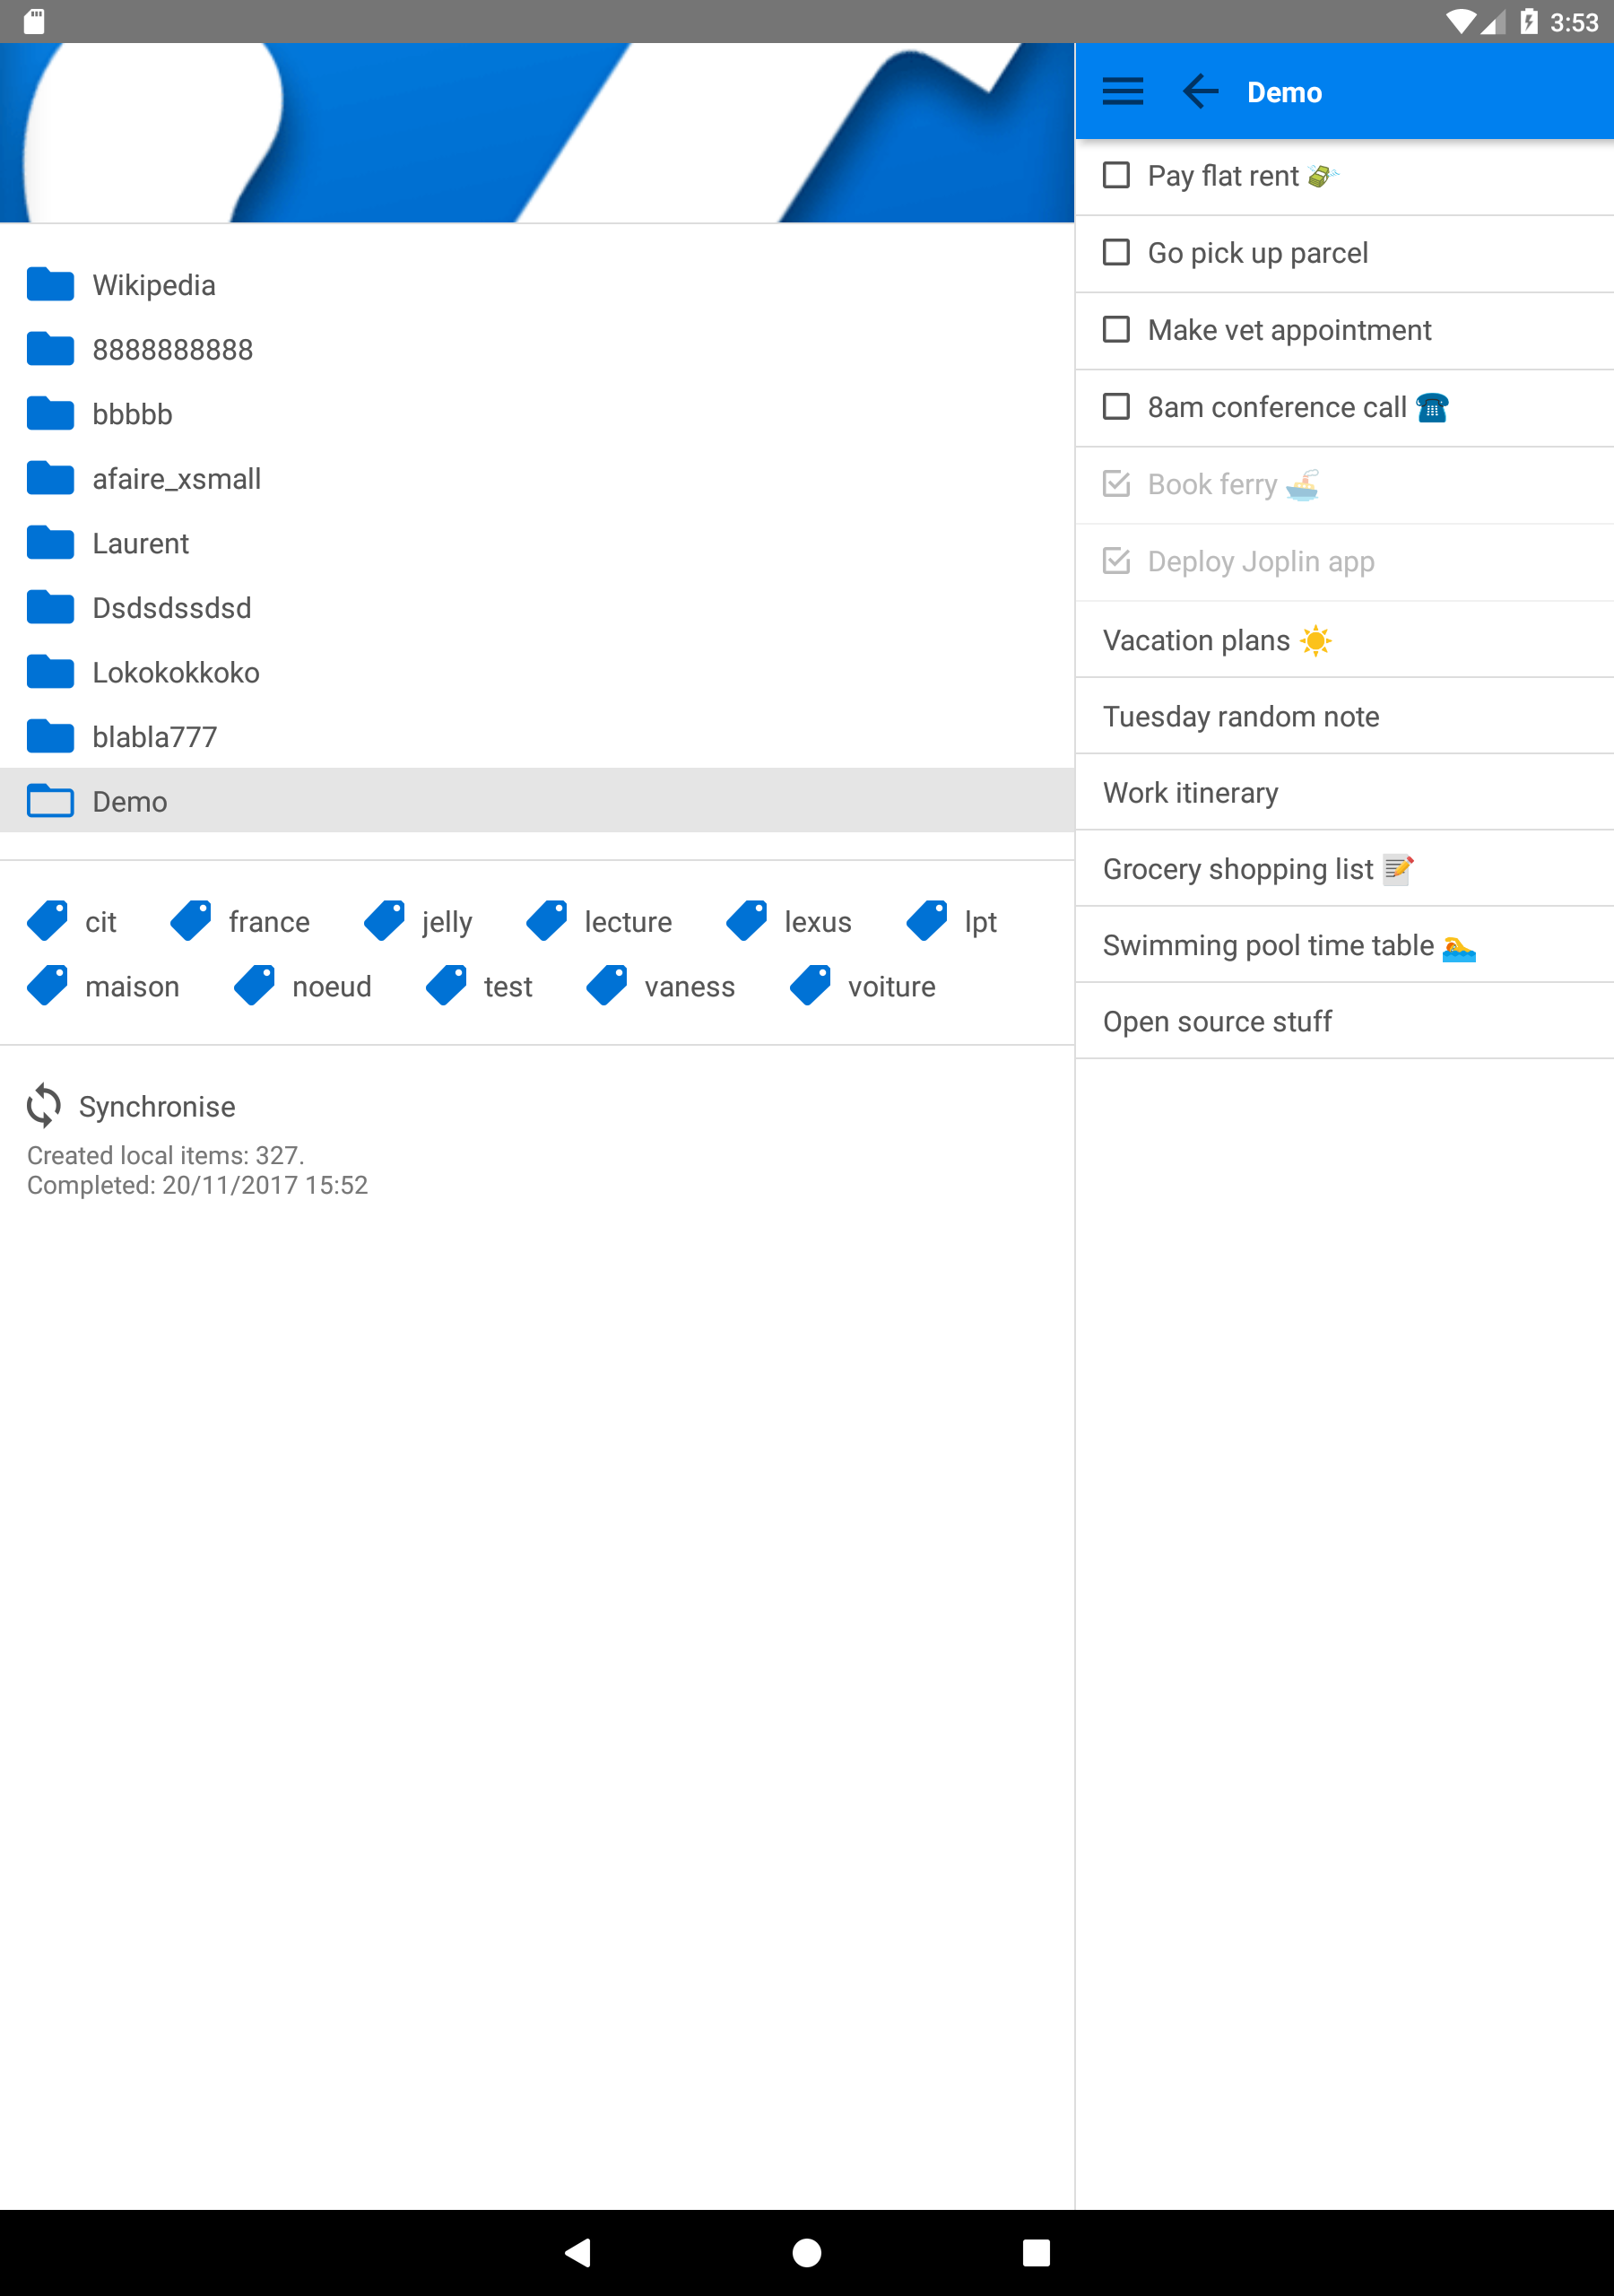 3:53
Wikipedia
8888888888
bbbbb
afaire_xsmall
Laurent
Dsdsdssdsd
Lokokokkoko
blabla777
Demo
cit france jelly lecture lexus lpt
maison noeud test vaness voiture
Synchronise
Created local items: 327.
Completed: 20/11/2017 15:52
Demo
Pay flat rent 💸
Go pick up parcel
Make vet appointment
8am conference call ☎
Book ferry 🚢
Deploy Joplin app
Vacation plans ☀
Tuesday random note
Work itinerary
Grocery shopping list 📝
Swimming pool time table 🏊
Open source stuff